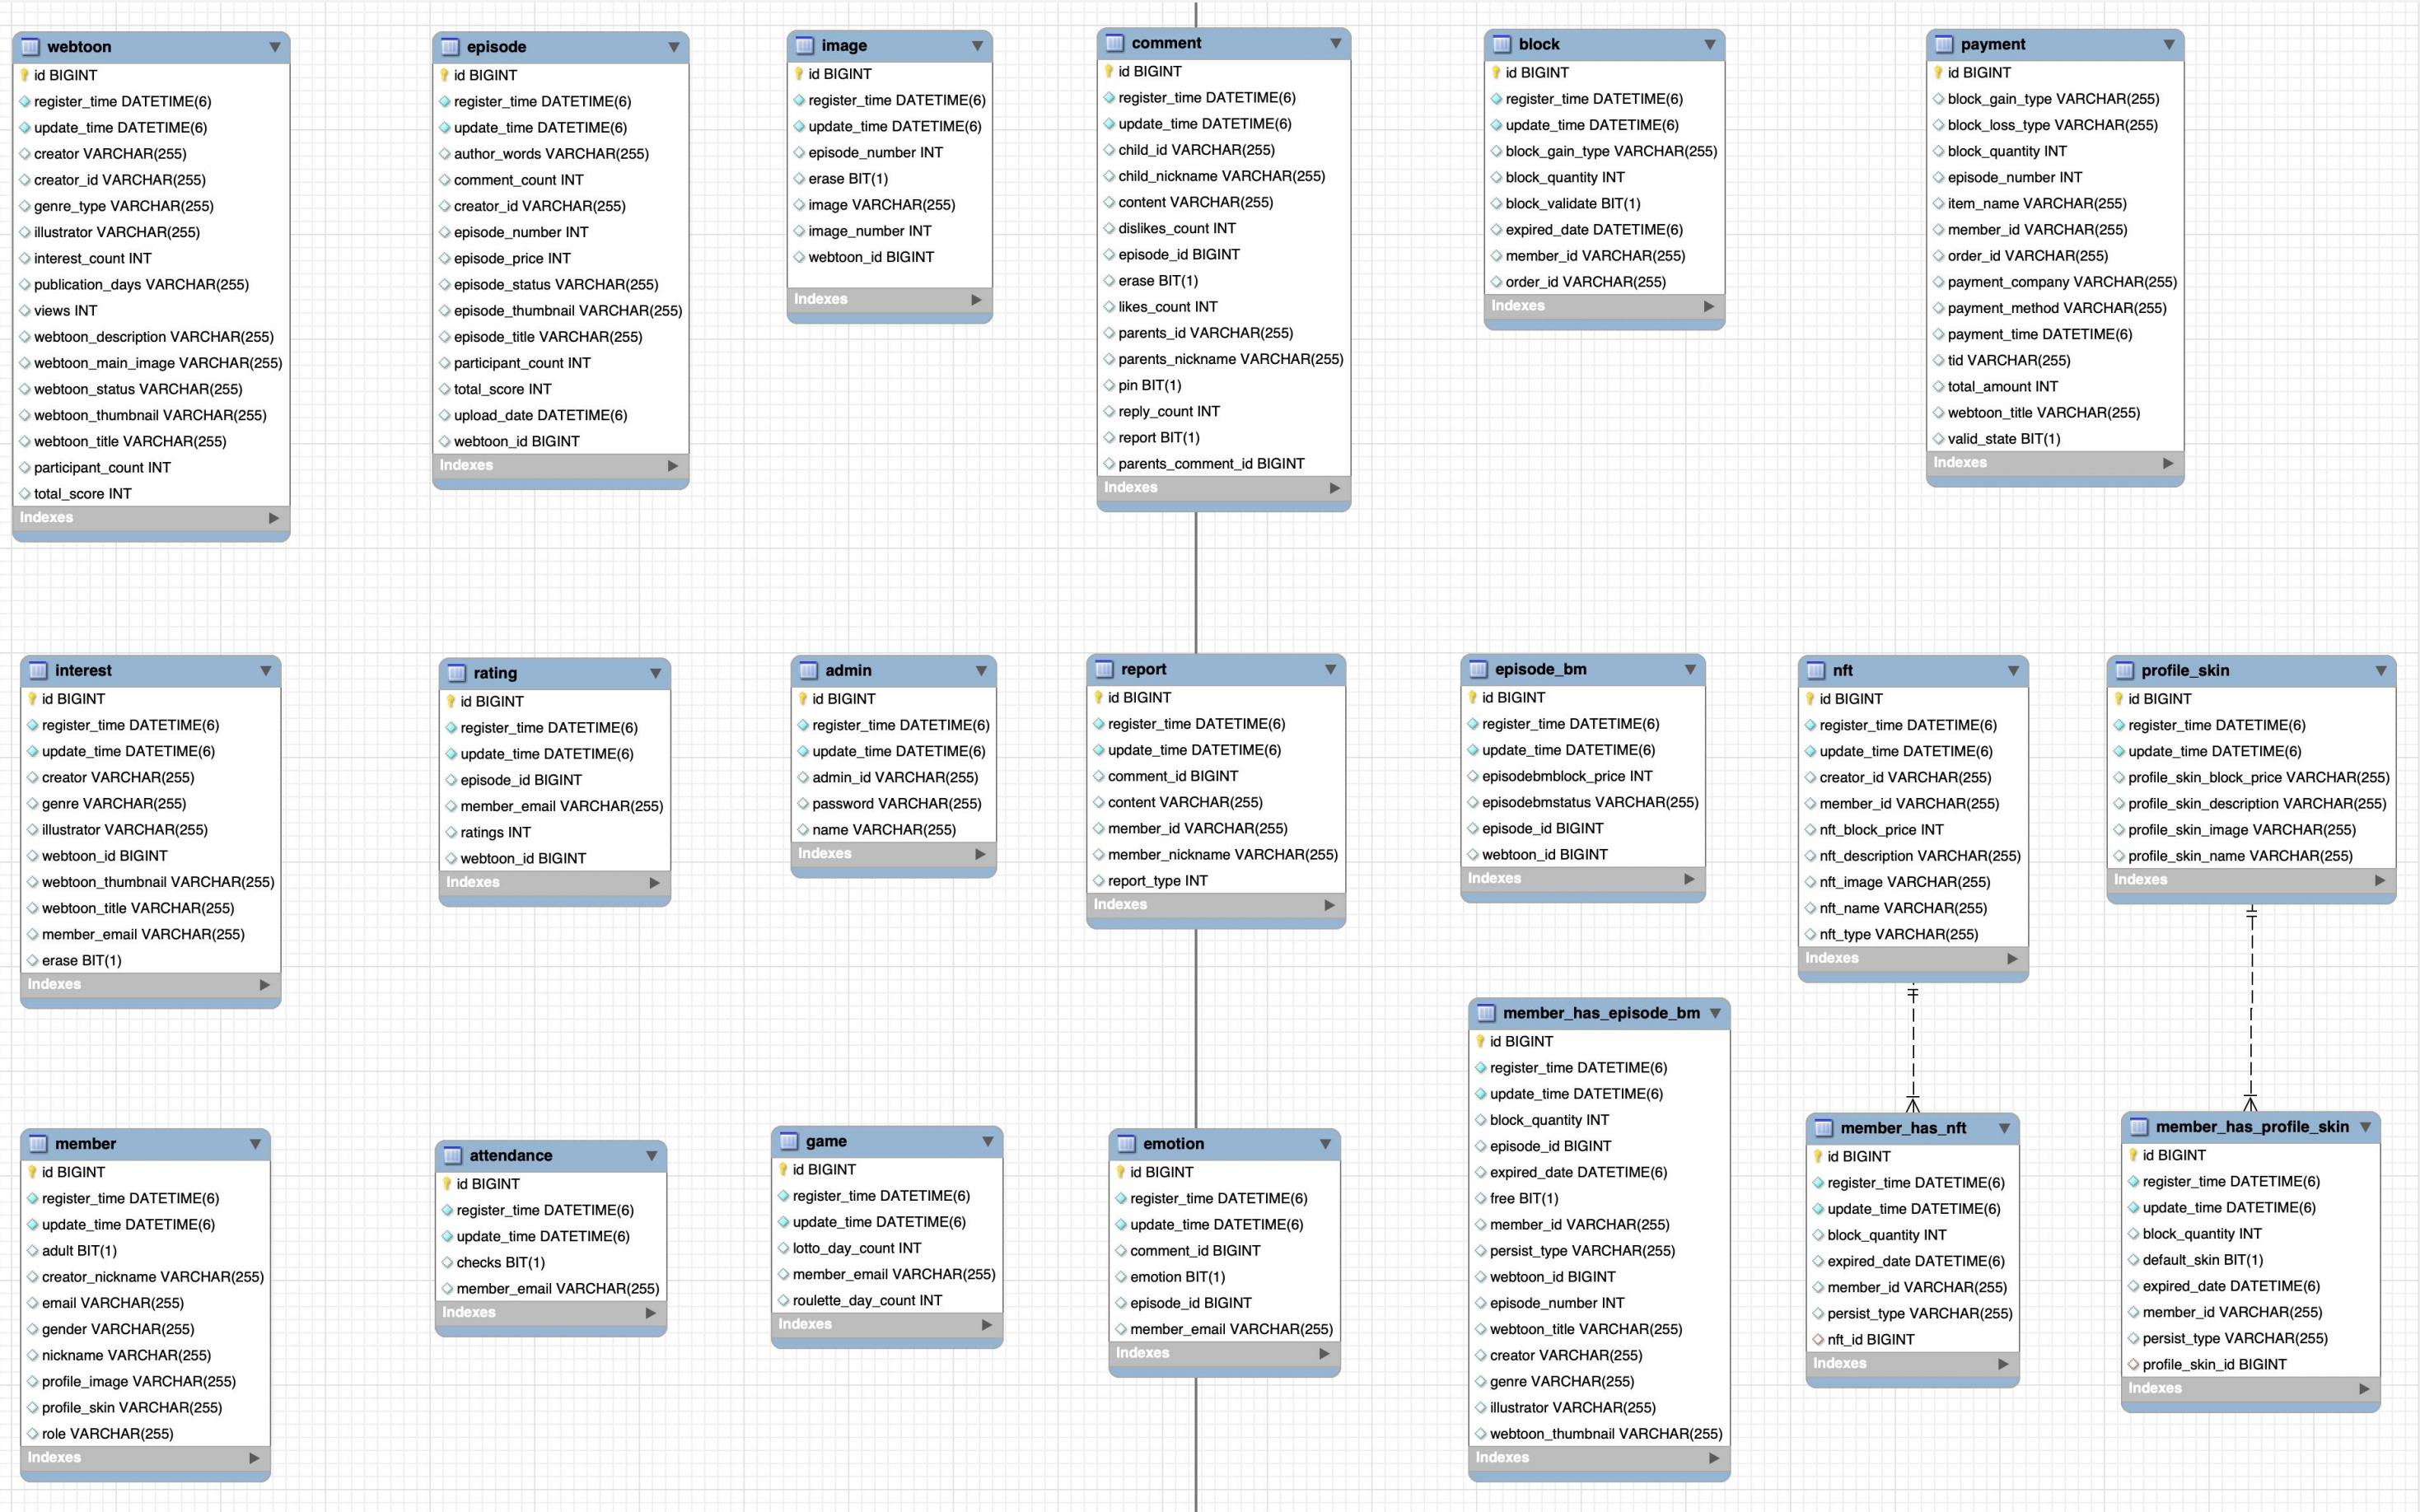 webtoon
id BIGINT
register_time DATETIME(6)
update_time DATETIME(6)
creator VARCHAR(255)
creator_id VARCHAR(255)
genre_type VARCHAR(255)
illustrator VARCHAR(255)
interest_count INT
publication_days VARCHAR(255)
views INT
webtoon_description VARCHAR(255)
webtoon_main_image VARCHAR(255)
webtoon_status VARCHAR(255)
webtoon_thumbnail VARCHAR(255)
webtoon_title VARCHAR(255)
participant_count INT
total_score INT
Indexes
episode
id BIGINT
register_time DATETIME(6)
update_time DATETIME(6)
author_words VARCHAR(255)
comment_count INT
creator_id VARCHAR(255)
episode_number INT
episode_price INT
episode_status VARCHAR(255)
episode_thumbnail VARCHAR(255)
episode_title VARCHAR(255)
participant_count INT
total_score INT
upload_date DATETIME(6)
webtoon_id BIGINT
Indexes
image
id BIGINT
register_time DATETIME(6)
update_time DATETIME(6)
episode_number INT
erase BIT(1)
image VARCHAR(255)
image_number INT
webtoon_id BIGINT
Indexes
comment
id BIGINT
register_time DATETIME(6)
update_time DATETIME(6)
child_id VARCHAR(255)
child_nickname VARCHAR(255)
content VARCHAR(255)
dislikes_count INT
episode_id BIGINT
erase BIT(1)
likes_count INT
parents_id VARCHAR(255)
parents_nickname VARCHAR(255)
pin BIT(1)
reply_count INT
report BIT(1)
parents_comment_id BIGINT
Indexes
block
id BIGINT
register_time DATETIME(6)
update_time DATETIME(6)
block_gain_type VARCHAR(255)
block_quantity INT
block_validate BIT(1)
expired_date DATETIME(6)
member_id VARCHAR(255)
order_id VARCHAR(255)
Indexes
payment
id BIGINT
block_gain_type VARCHAR(255)
block_loss_type VARCHAR(255)
block_quantity INT
episode_number INT
item_name VARCHAR(255)
member_id VARCHAR(255)
order_id VARCHAR(255)
payment_company VARCHAR(255)
payment_method VARCHAR(255)
payment_time DATETIME(6)
tid VARCHAR(255)
total_amount INT
webtoon_title VARCHAR(255)
valid_state BIT(1)
Indexes
interest
id BIGINT
register_time DATETIME(6)
update_time DATETIME(6)
creator VARCHAR(255)
genre VARCHAR(255)
illustrator VARCHAR(255)
webtoon_id BIGINT
webtoon_thumbnail VARCHAR(255)
webtoon_title VARCHAR(255)
member_email VARCHAR(255)
erase BIT(1)
Indexes
rating
id BIGINT
register_time DATETIME(6)
update_time DATETIME(6)
episode_id BIGINT
member_email VARCHAR(255)
ratings INT
webtoon_id BIGINT
Indexes
admin
id BIGINT
register_time DATETIME(6)
update_time DATETIME(6)
admin_id VARCHAR(255)
password VARCHAR(255)
name VARCHAR(255)
Indexes
report
id BIGINT
register_time DATETIME(6)
update_time DATETIME(6)
comment_id BIGINT
content VARCHAR(255)
member_id VARCHAR(255)
member_nickname VARCHAR(255)
report_type INT
Indexes
episode_bm
id BIGINT
register_time DATETIME(6)
update_time DATETIME(6)
episodebmblock_price INT
episodebmstatus VARCHAR(255)
episode_id BIGINT
webtoon_id BIGINT
Indexes
nft
id BIGINT
register_time DATETIME(6)
update_time DATETIME(6)
creator_id VARCHAR(255)
member_id VARCHAR(255)
nft_block_price INT
nft_description VARCHAR(255)
nft_image VARCHAR(255)
nft_name VARCHAR(255)
nft_type VARCHAR(255)
Indexes
profile_skin
id BIGINT
register_time DATETIME(6)
update_time DATETIME(6)
profile_skin_block_price VARCHAR(255)
profile_skin_description VARCHAR(255)
profile_skin_image VARCHAR(255)
profile_skin_name VARCHAR(255)
Indexes
member
id BIGINT
register_time DATETIME(6)
update_time DATETIME(6)
adult BIT(1)
creator_nickname VARCHAR(255)
email VARCHAR(255)
gender VARCHAR(255)
nickname VARCHAR(255)
profile_image VARCHAR(255)
profile_skin VARCHAR(255)
role VARCHAR(255)
Indexes
attendance
id BIGINT
register_time DATETIME(6)
update_time DATETIME(6)
checks BIT(1)
member_email VARCHAR(255)
Indexes
game
id BIGINT
register_time DATETIME(6)
update_time DATETIME(6)
lotto_day_count INT
member_email VARCHAR(255)
roulette_day_count INT
Indexes
emotion
id BIGINT
register_time DATETIME(6)
update_time DATETIME(6)
comment_id BIGINT
emotion BIT(1)
episode_id BIGINT
member_email VARCHAR(255)
Indexes
member_has_episode_bm
id BIGINT
register_time DATETIME(6)
update_time DATETIME(6)
block_quantity INT
episode_id BIGINT
expired_date DATETIME(6)
free BIT(1)
member_id VARCHAR(255)
persist_type VARCHAR(255)
webtoon_id BIGINT
episode_number INT
webtoon_title VARCHAR(255)
creator VARCHAR(255)
genre VARCHAR(255)
illustrator VARCHAR(255)
webtoon_thumbnail VARCHAR(255)
Indexes
member_has_nft
id BIGINT
register_time DATETIME(6)
update_time DATETIME(6)
block_quantity INT
expired_date DATETIME(6)
member_id VARCHAR(255)
persist_type VARCHAR(255)
nft_id BIGINT
Indexes
member_has_profile_skin
id BIGINT
register_time DATETIME(6)
update_time DATETIME(6)
block_quantity INT
default_skin BIT(1)
expired_date DATETIME(6)
member_id VARCHAR(255)
persist_type VARCHAR(255)
profile_skin_id BIGINT
Indexes